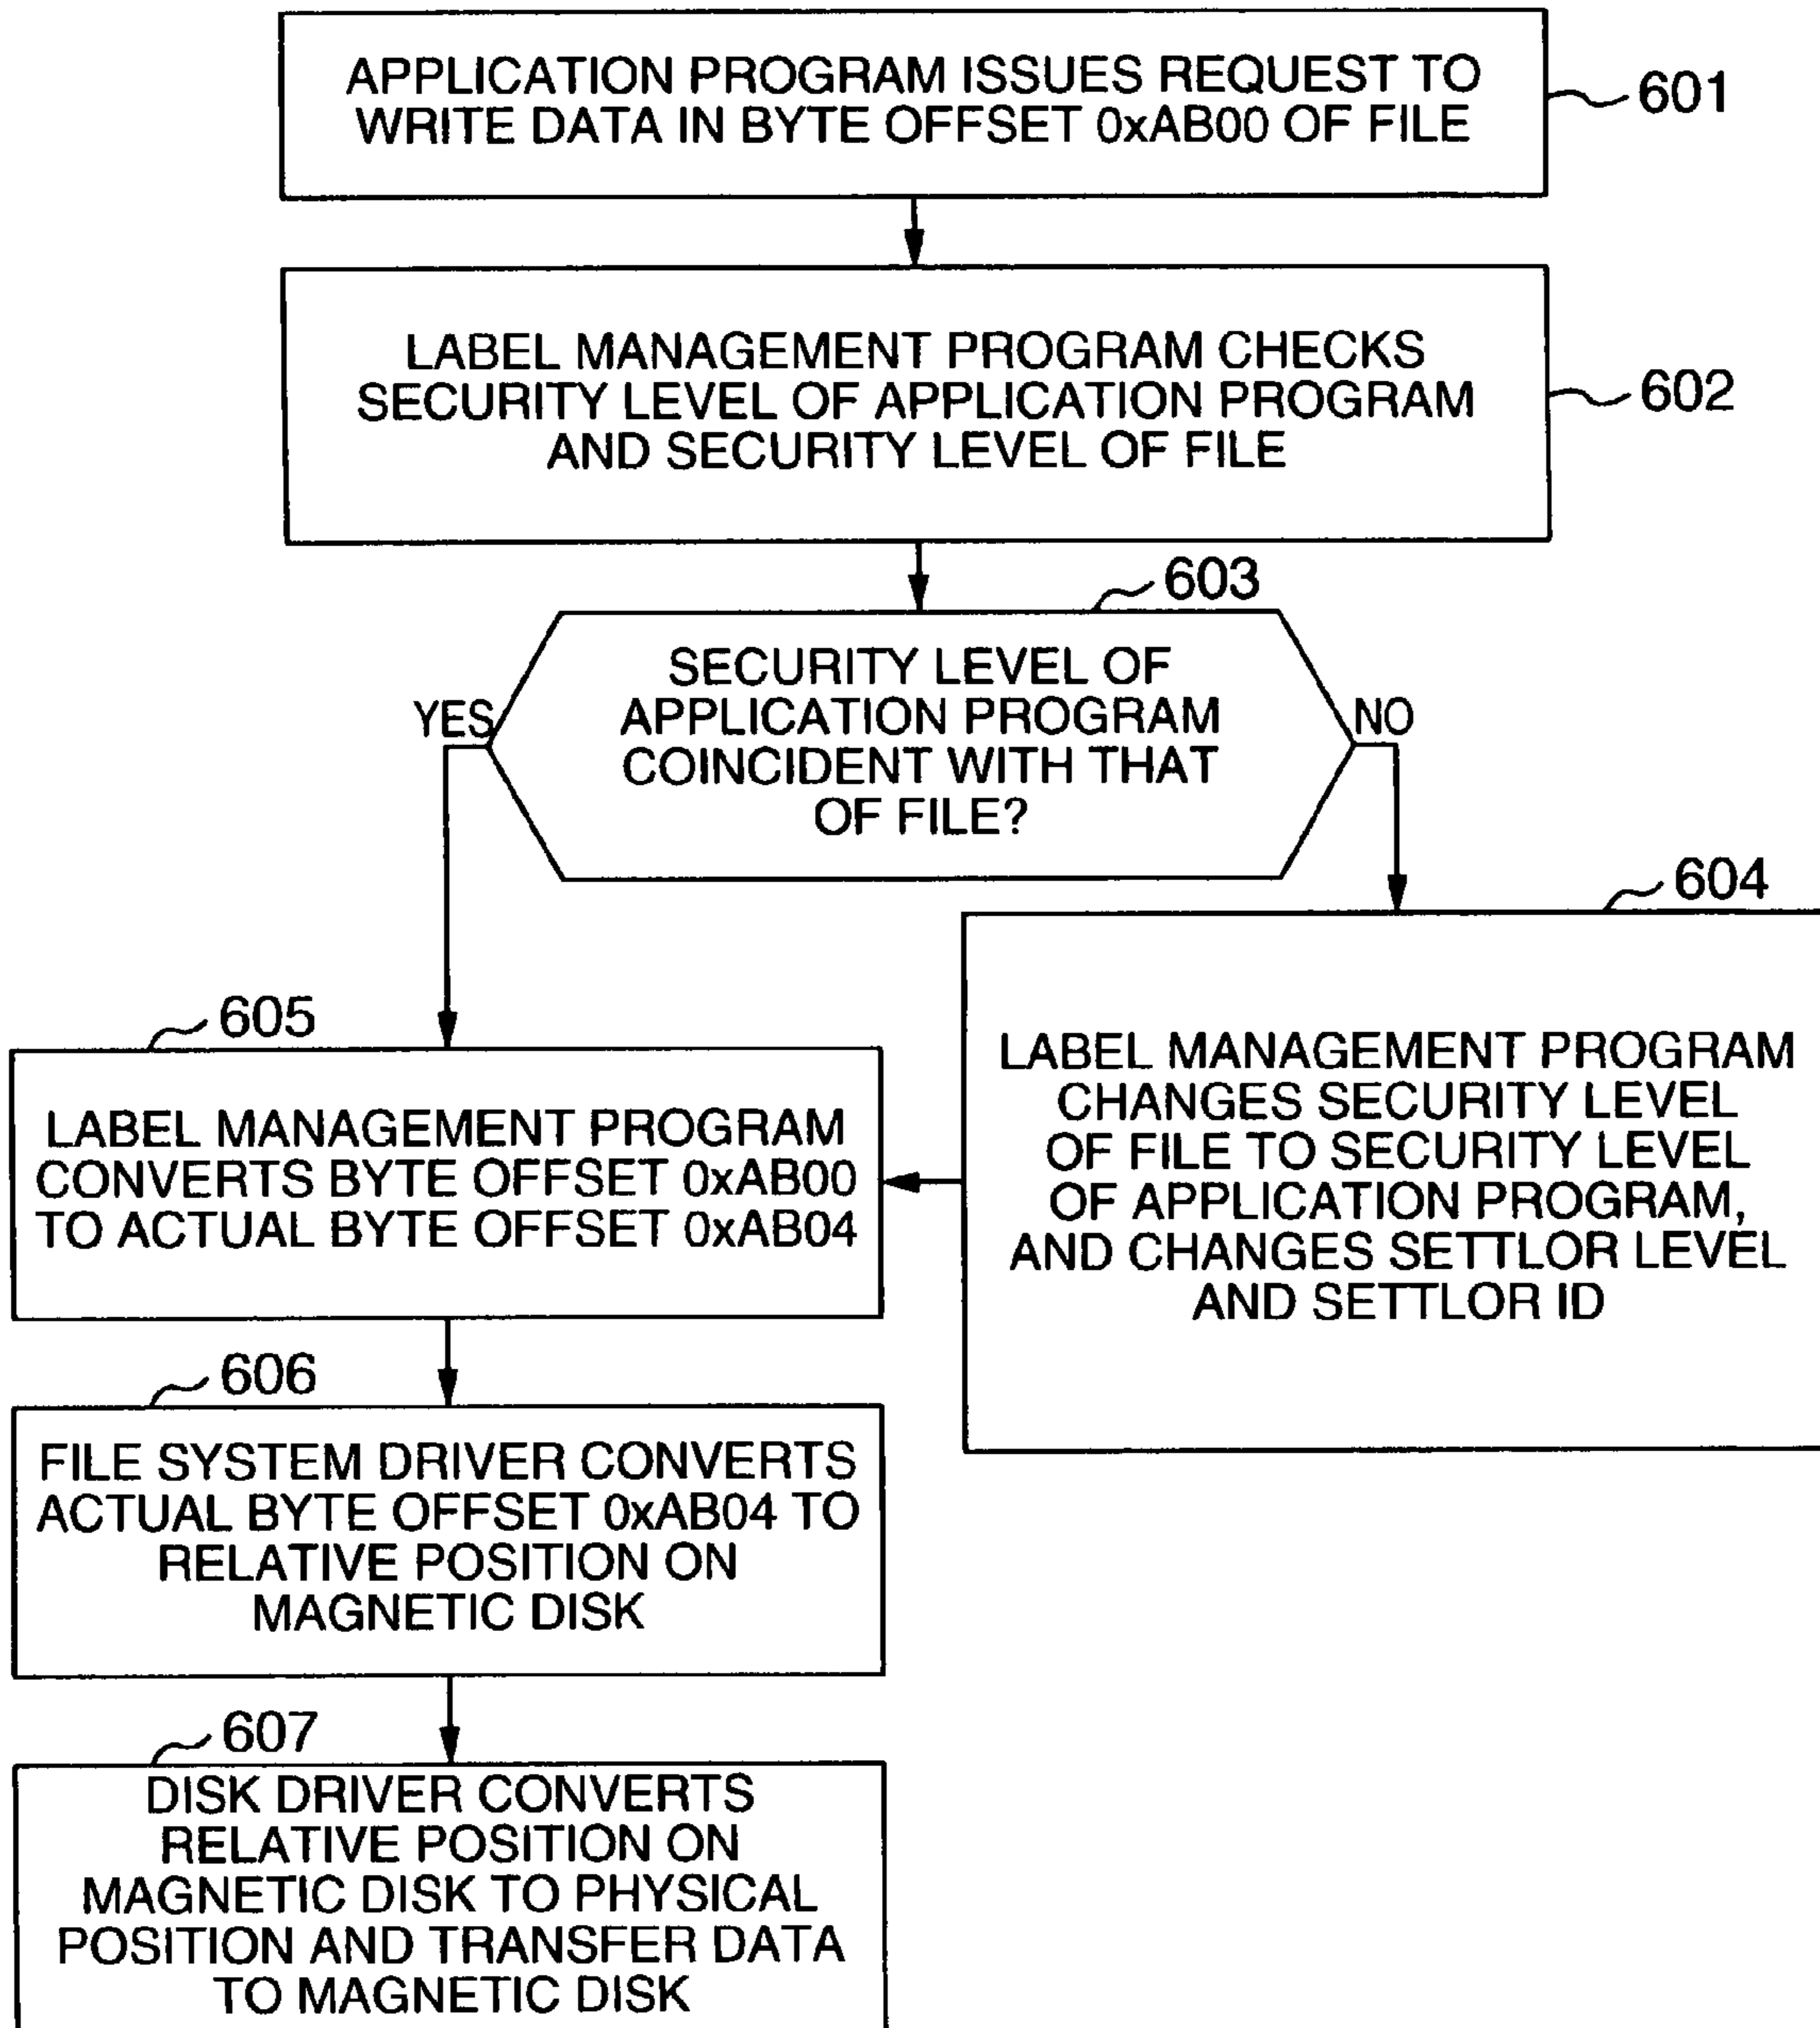 APPLICATION PROGRAM ISSUES REQUEST TO
WRITE DATA IN BYTE OFFSET 0xAB00 OF FILE
601
LABEL MANAGEMENT PROGRAM CHECKS
SECURITY LEVEL OF APPLICATION PROGRAM
AND SECURITY LEVEL OF FILE
602
603
SECURITY LEVEL OF
APPLICATION PROGRAM
COINCIDENT WITH THAT
OF FILE?
YES
NO
604
LABEL MANAGEMENT PROGRAM
CHANGES SECURITY LEVEL
OF FILE TO SECURITY LEVEL
OF APPLICATION PROGRAM,
AND CHANGES SETTLOR LEVEL
AND SETTLOR ID
605
LABEL MANAGEMENT PROGRAM
CONVERTS BYTE OFFSET 0xAB00
TO ACTUAL BYTE OFFSET 0xAB04
606
FILE SYSTEM DRIVER CONVERTS
ACTUAL BYTE OFFSET 0xAB04 TO
RELATIVE POSITION ON
MAGNETIC DISK
607
DISK DRIVER CONVERTS
RELATIVE POSITION ON
MAGNETIC DISK TO PHYSICAL
POSITION AND TRANSFER DATA
TO MAGNETIC DISK